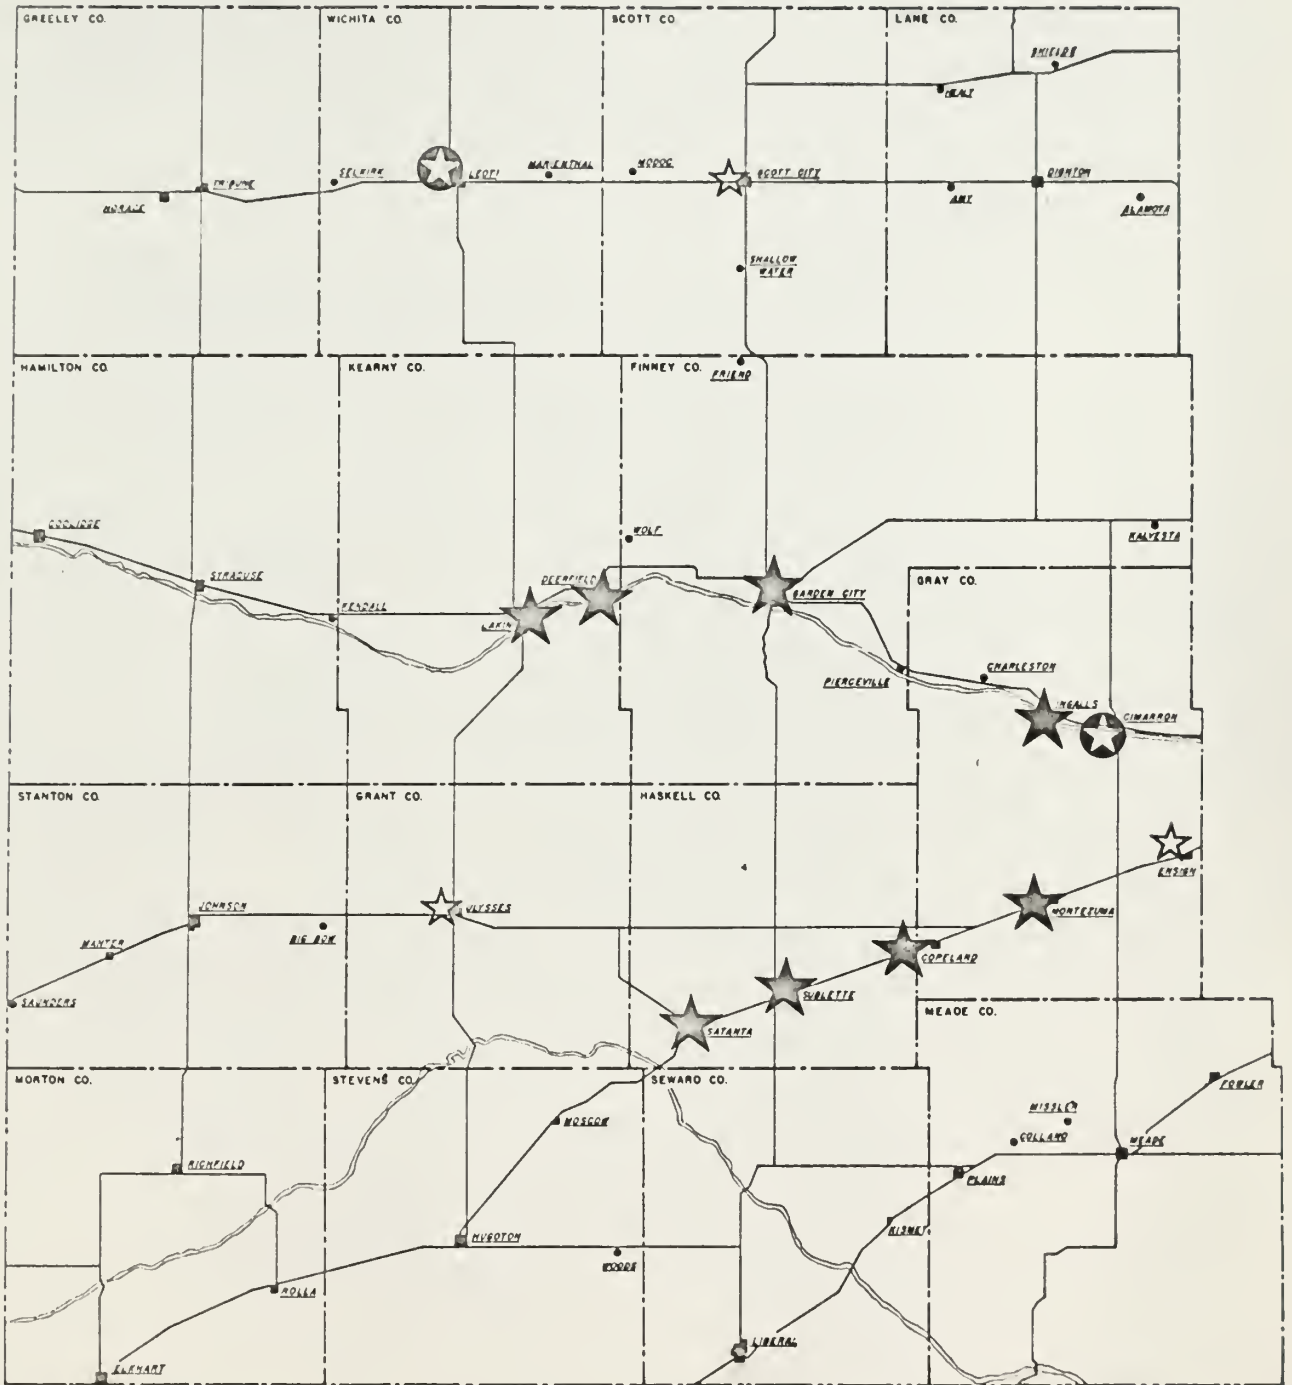 GREELEY CO.
WICHITA CO.
SCOTT CO.
LANE CO.
SHIELDS
HEALY
TRIBUNE
HORACE
SELKIRK
LEOTI
MARIENTHAL
MODOC
SCOTT CITY
AMY
DIGHTON
ALAMOTA
SHALLOW
WATER
HAMILTON CO.
KEARNY CO.
FINNEY CO.
FRIEND
COOLIDGE
SYRACUSE
KENDALL
LAKIN
DEERFIELD
WOLF
GARDEN CITY
KALVESTA
GRAY CO.
PIERCEVILLE
CHARLESTON
INGALLS
CIMARRON
STANTON CO.
GRANT CO.
HASKELL CO.
ENSIGN
MONTEZUMA
JOHNSON
ULYSSES
BIG BOW
MANTER
COPELAND
SUBLETTE
SAUNDERS
SATANTA
MEADE CO.
MORTON CO.
STEVENS CO.
SEWARD CO.
FOWLER
MISSLER
COLLANO
MEADE
MOSCOW
RICHFIELD
PLAINS
KISMET
HUGOTON
WOODS
ROLLA
LIBERAL
ELKHART